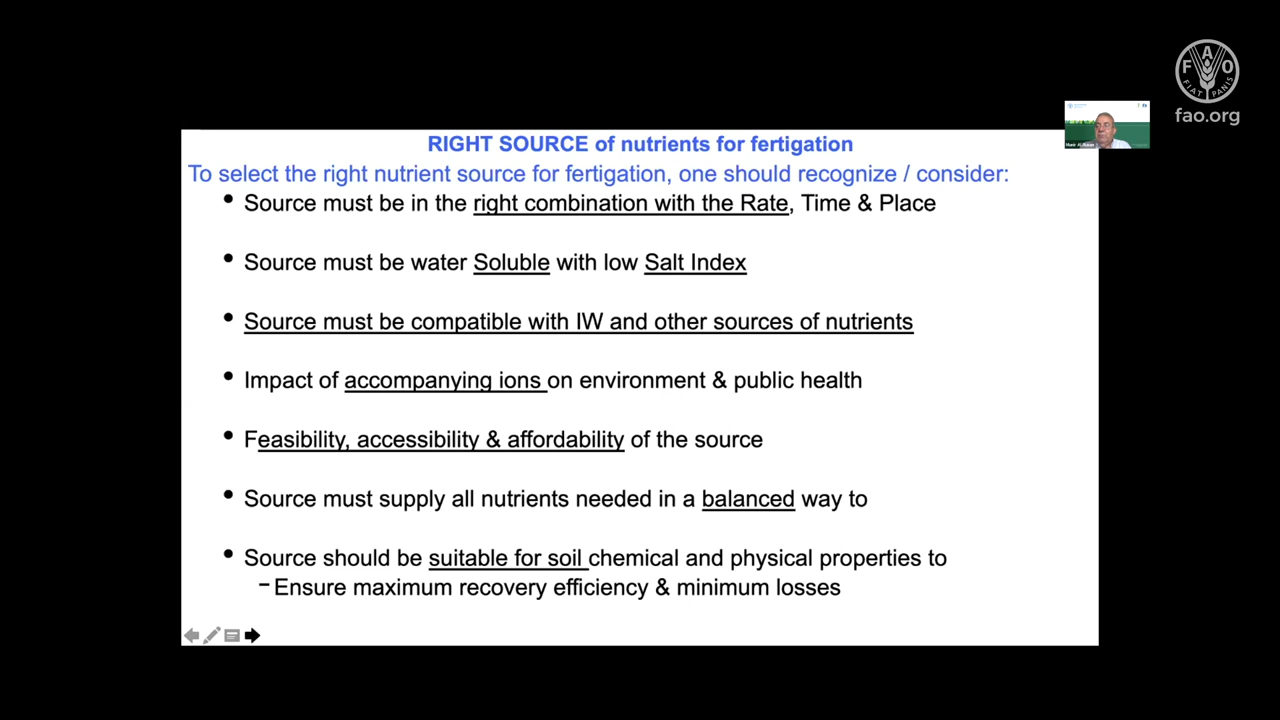 FAO
FIAT PANIS
fao.org
RIGHT SOURCE of nutrients for fertigation
To select the right nutrient source for fertigation, one should recognize / consider:
• Source must be in the right combination with the Rate, Time & Place
• Source must be water Soluble with low Salt Index
• Source must be compatible with IW and other sources of nutrients
• Impact of accompanying ions on environment & public health
• Feasibility, accessibility & affordability of the source
• Source must supply all nutrients needed in a balanced way to
• Source should be suitable for soil chemical and physical properties to
– Ensure maximum recovery efficiency & minimum losses